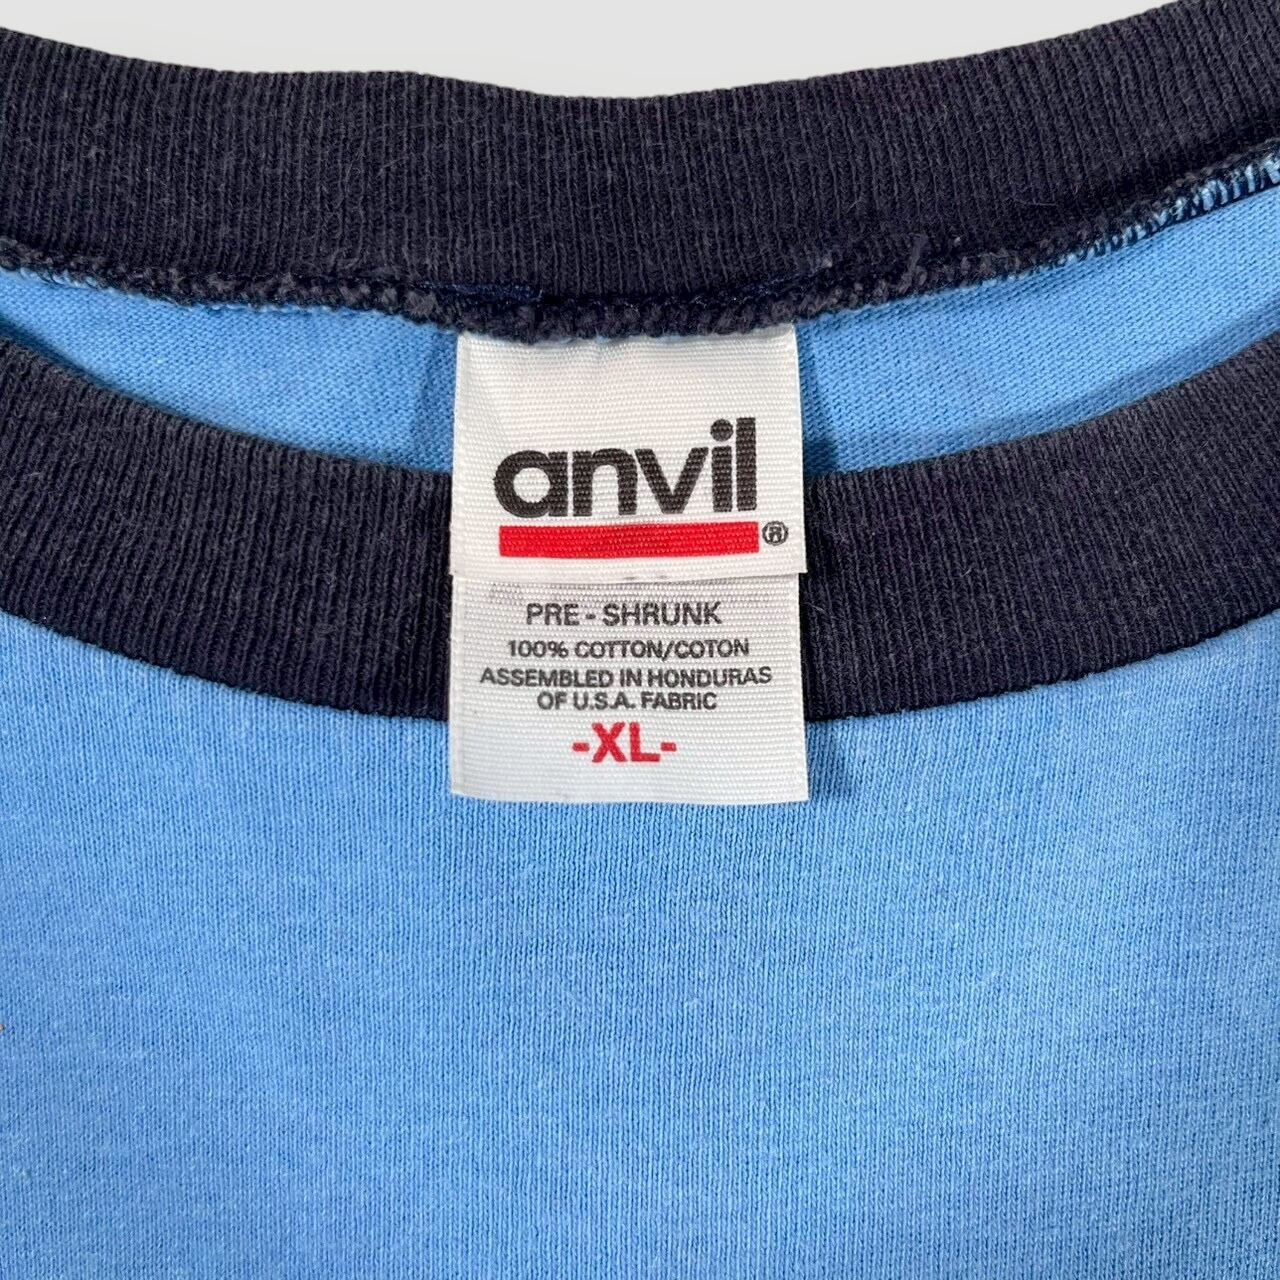 anvil®
PRE - SHRUNK
100% COTTON/COTON
ASSEMBLED IN HONDURAS
OF U.S.A. FABRIC
-XL-